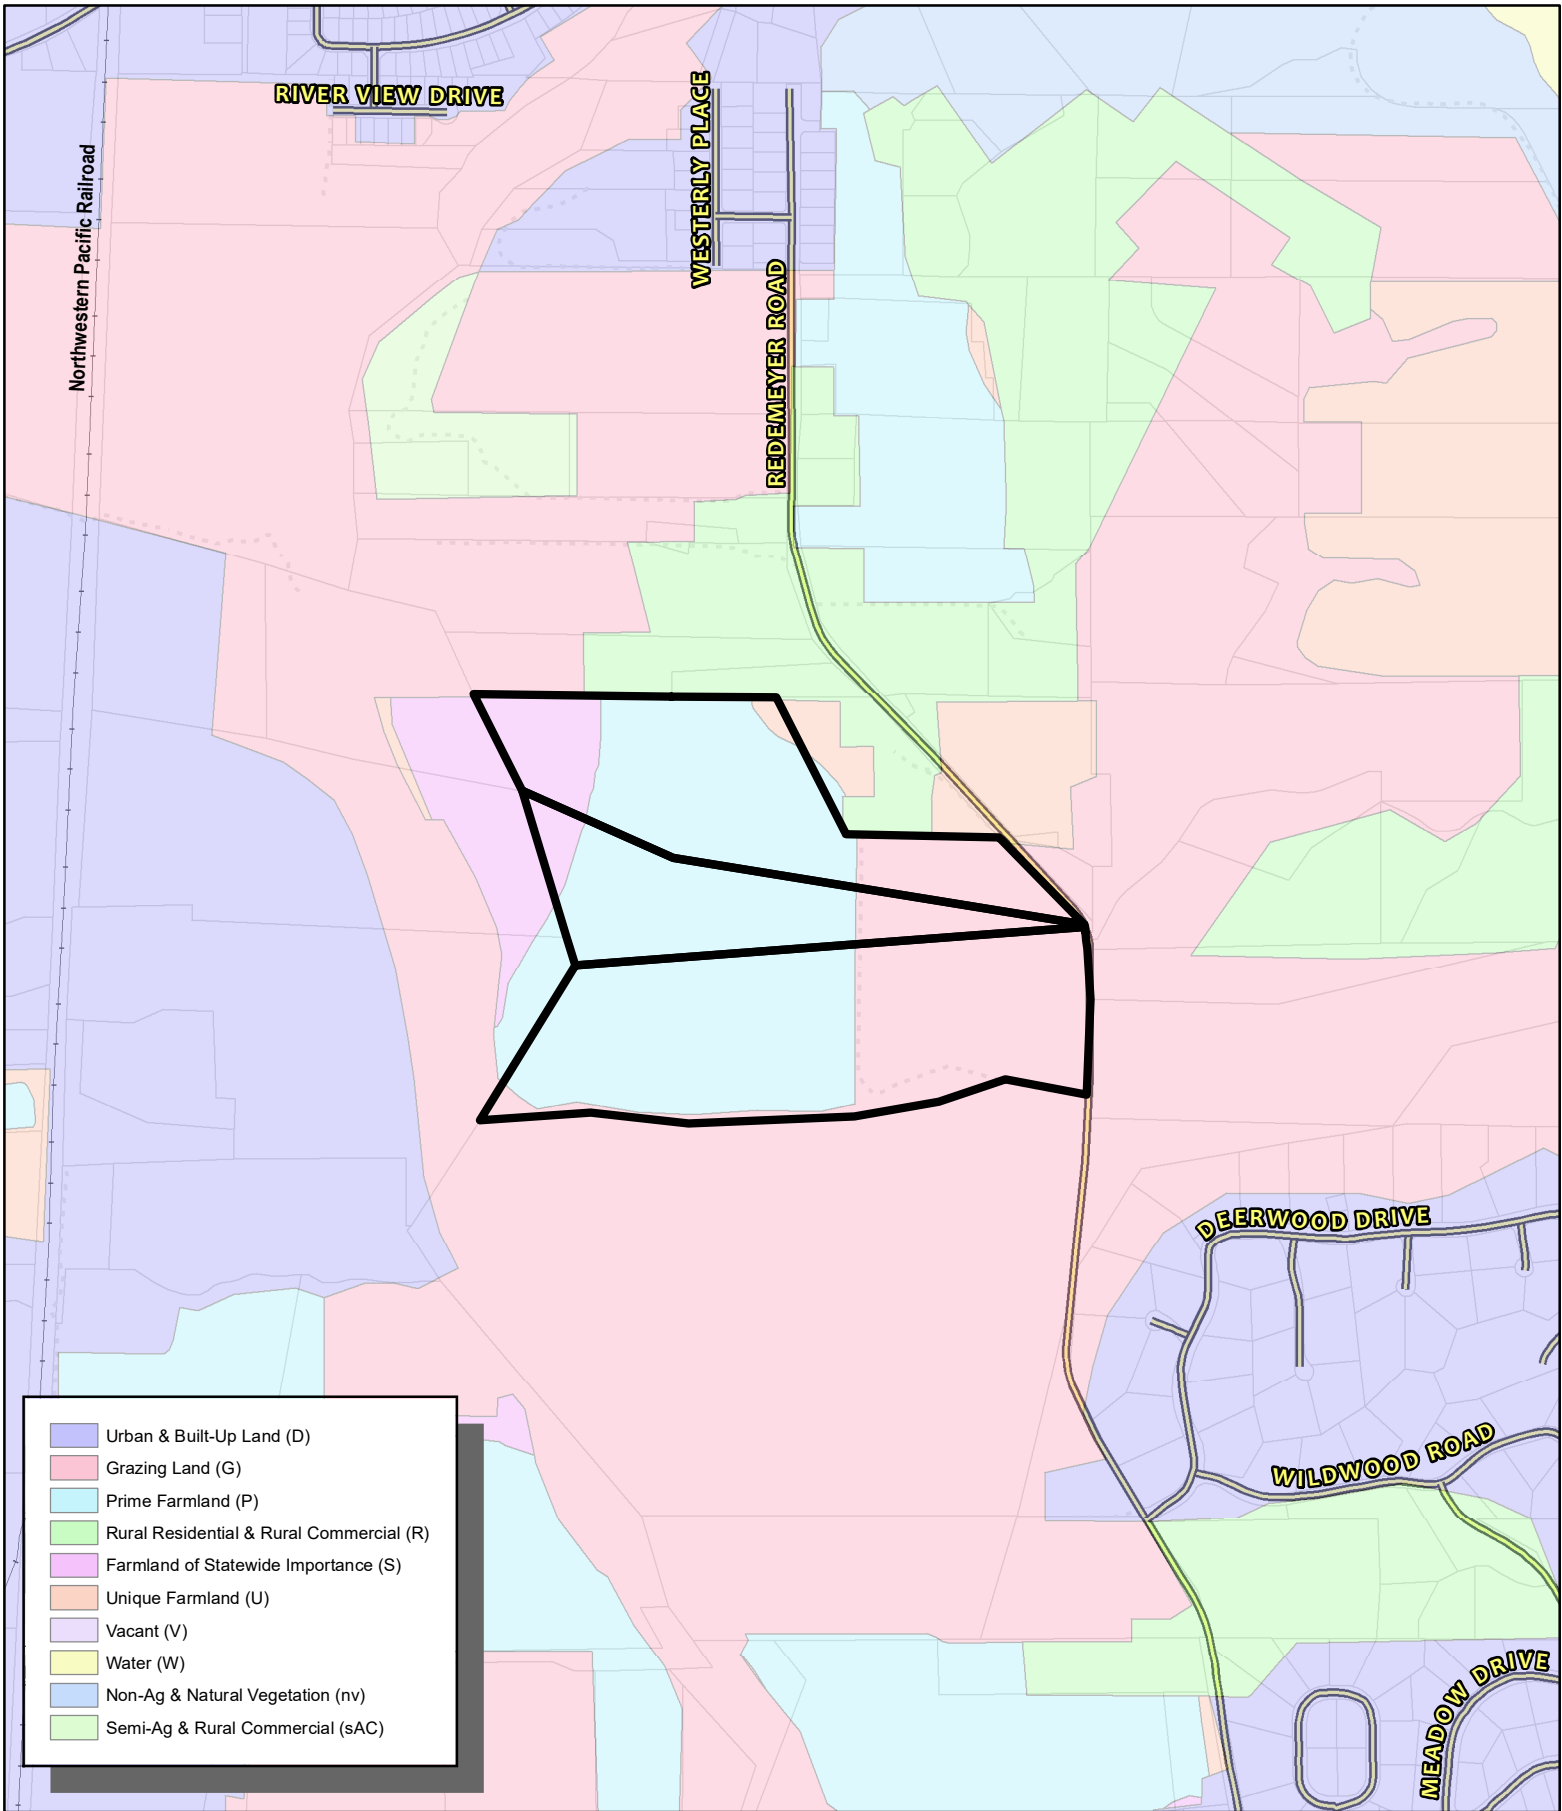 RIVER VIEW DRIVE
WESTERLY PLACE
Northwestern Pacific Railroad
REDEMEYER ROAD
DEERWOOD DRIVE
WILDWOOD ROAD
MEADOW DRIVE
Urban & Built-Up Land (D)
Grazing Land (G)
Prime Farmland (P)
Rural Residential & Rural Commercial (R)
Farmland of Statewide Importance (S)
Unique Farmland (U)
Vacant (V)
Water (W)
Non-Ag & Natural Vegetation (nv)
Semi-Ag & Rural Commercial (sAC)